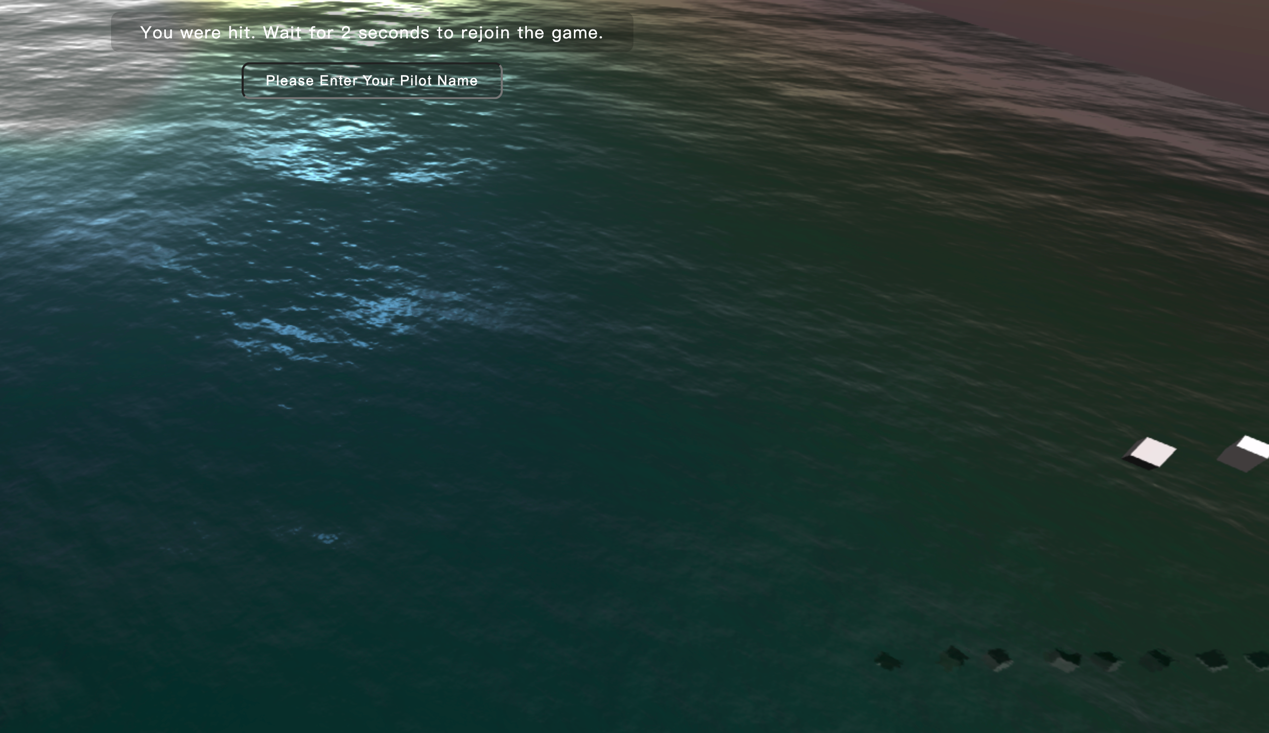 You were hit. Wait for 2 seconds to rejoin the game.
Please Enter Your Pilot Name